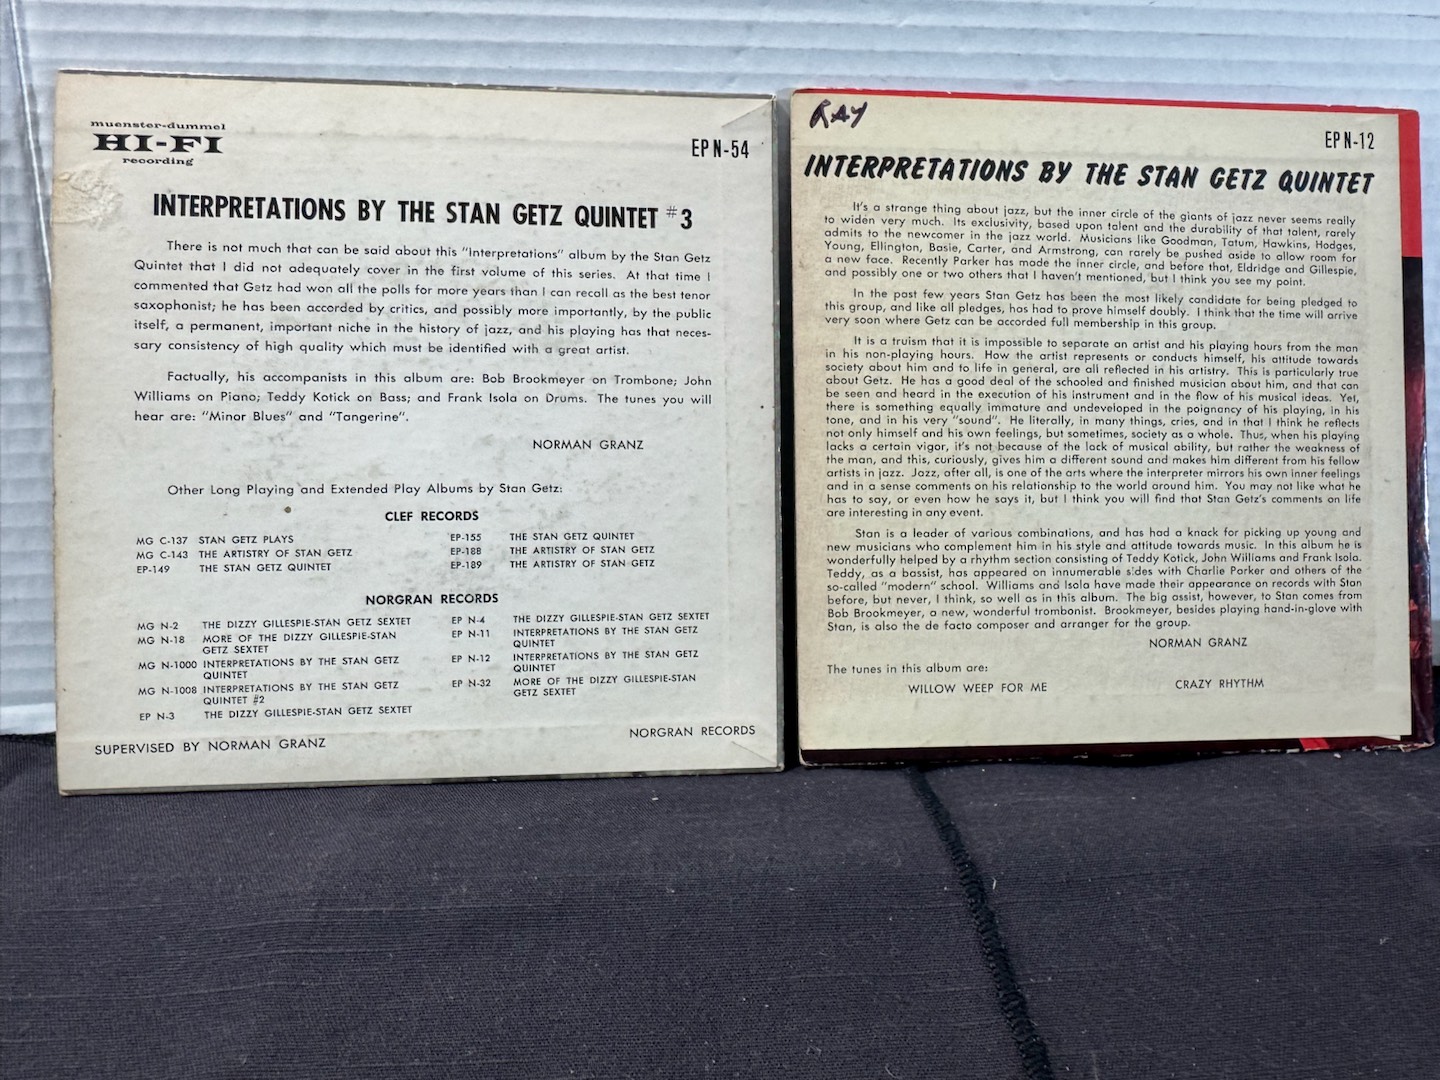 muenster-dummel
HI-FI
recording
EP N-54
INTERPRETATIONS BY THE STAN GETZ QUINTET #3
There is not much that can be said about this "Interpretations" album by the Stan Getz
Quintet that I did not adequately cover in the first volume of this series. At that time I
commented that Getz had won all the polls for more years than I can recall as the best tenor
saxophonist; he has been accorded by critics, and possibly more importantly, by the public
itself, a permanent, important niche in the history of jazz, and his playing has that neces-
sary consistency of high quality which must be identified with a great artist.
Factually, his accompanists in this album are: Bob Brookmeyer on Trombone; John
Williams on Piano; Teddy Kotick on Bass; and Frank Isola on Drums. The tunes you will
hear are: "Minor Blues" and "Tangerine".
NORMAN GRANZ
Other Long Playing and Extended Play Albums by Stan Getz:
CLEF RECORDS
MG C-137 STAN GETZ PLAYS
MG C-143 THE ARTISTRY OF STAN GETZ
EP-149 THE STAN GETZ QUINTET
EP-155 THE STAN GETZ QUINTET
EP-188 THE ARTISTRY OF STAN GETZ
EP-189 THE ARTISTRY OF STAN GETZ
NORGRAN RECORDS
MG N-2 THE DIZZY GILLESPIE-STAN GETZ SEXTET
MG N-18 MORE OF THE DIZZY GILLESPIE-STAN
GETZ SEXTET
MG N-1000 INTERPRETATIONS BY THE STAN GETZ
QUINTET
MG N-1008 INTERPRETATIONS BY THE STAN GETZ
QUINTET #2
EP N-3 THE DIZZY GILLESPIE-STAN GETZ SEXTET
EP N-4 THE DIZZY GILLESPIE-STAN GETZ SEXTET
EP N-11 INTERPRETATIONS BY THE STAN GETZ
QUINTET
EP N-12 INTERPRETATIONS BY THE STAN GETZ
QUINTET
EP N-32 MORE OF THE DIZZY GILLESPIE-STAN
GETZ SEXTET
SUPERVISED BY NORMAN GRANZ
NORGRAN RECORDS
RAY
EP N-12
INTERPRETATIONS BY THE STAN GETZ QUINTET
It's a strange thing about jazz, but the inner circle of the giants of jazz never seems really
to widen very much. Its exclusivity, based upon talent and the durability of that talent, rarely
admits to the newcomer in the jazz world. Musicians like Goodman, Tatum, Hawkins, Hodges,
Young, Ellington, Basie, Carter, and Armstrong, can rarely be pushed aside to allow room for
a new face. Recently Parker has made the inner circle, and before that, Eldridge and Gillespie,
and possibly one or two others that I haven't mentioned, but I think you see my point.
In the past few years Stan Getz has been the most likely candidate for being pledged to
this group, and like all pledges, has had to prove himself doubly. I think that the time will arrive
very soon where Getz can be accorded full membership in this group.
It is a truism that it is impossible to separate an artist and his playing hours from the man
in his non-playing hours. How the artist represents or conducts himself, his attitude towards
society about him and to life in general, are all reflected in his artistry. This is particularly true
about Getz. He has a good deal of the schooled and finished musician about him, and that can
be seen and heard in the execution of his instrument and in the flow of his musical ideas. Yet,
there is something equally immature and undeveloped in the poignancy of his playing, in his
tone, and in his very "sound". He literally, in many things, cries, and in that I think he reflects
not only himself and his own feelings, but sometimes, society as a whole. Thus, when his playing
lacks a certain vigor, it's not because of the lack of musical ability, but rather the weakness of
the man, and this, curiously, gives him a different sound and makes him different from his fellow
artists in jazz. Jazz, after all, is one of the arts where the interpreter mirrors his own inner feelings
and in a sense comments on his relationship to the world around him. You may not like what he
has to say, or even how he says it, but I think you will find that Stan Getz's comments on life
are interesting in any event.
Stan is a leader of various combinations, and has had a knack for picking up young and
new musicians who complement him in his style and attitude towards music. In this album he is
wonderfully helped by a rhythm section consisting of Teddy Kotick, John Williams and Frank Isola.
Teddy, as a bassist, has appeared on innumerable sides with Charlie Parker and others of the
so-called "modern" school. Williams and Isola have made their appearance on records with Stan
before, but never, I think, so well as in this album. The big assist, however, to Stan comes from
Bob Brookmeyer, a new, wonderful trombonist. Brookmeyer, besides playing hand-in-glove with
Stan, is also the de facto composer and arranger for the group.
NORMAN GRANZ
The tunes in this album are:
WILLOW WEEP FOR ME
CRAZY RHYTHM